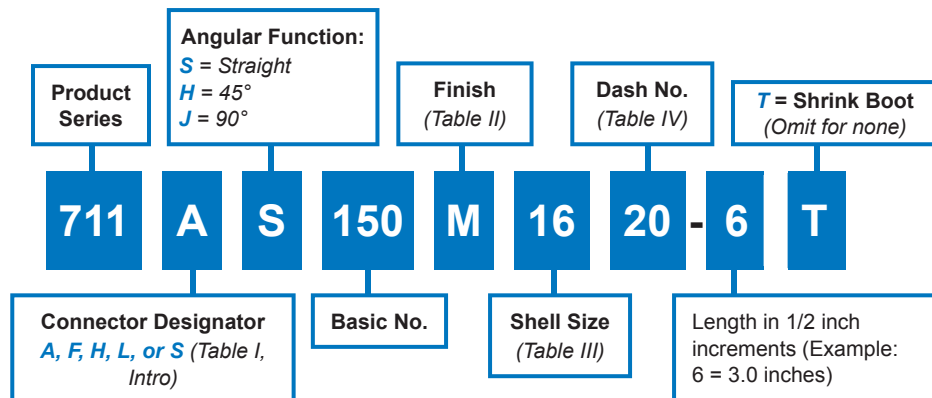 Product
Series
Angular Function:
S = Straight
H = 45°
J = 90°
Finish
(Table II)
Dash No.
(Table IV)
T = Shrink Boot
(Omit for none)
711 A S 150 M 16 20 - 6 T
Connector Designator
A, F, H, L, or S (Table I,
Intro)
Basic No.
Shell Size
(Table III)
Length in 1/2 inch
increments (Example:
6 = 3.0 inches)